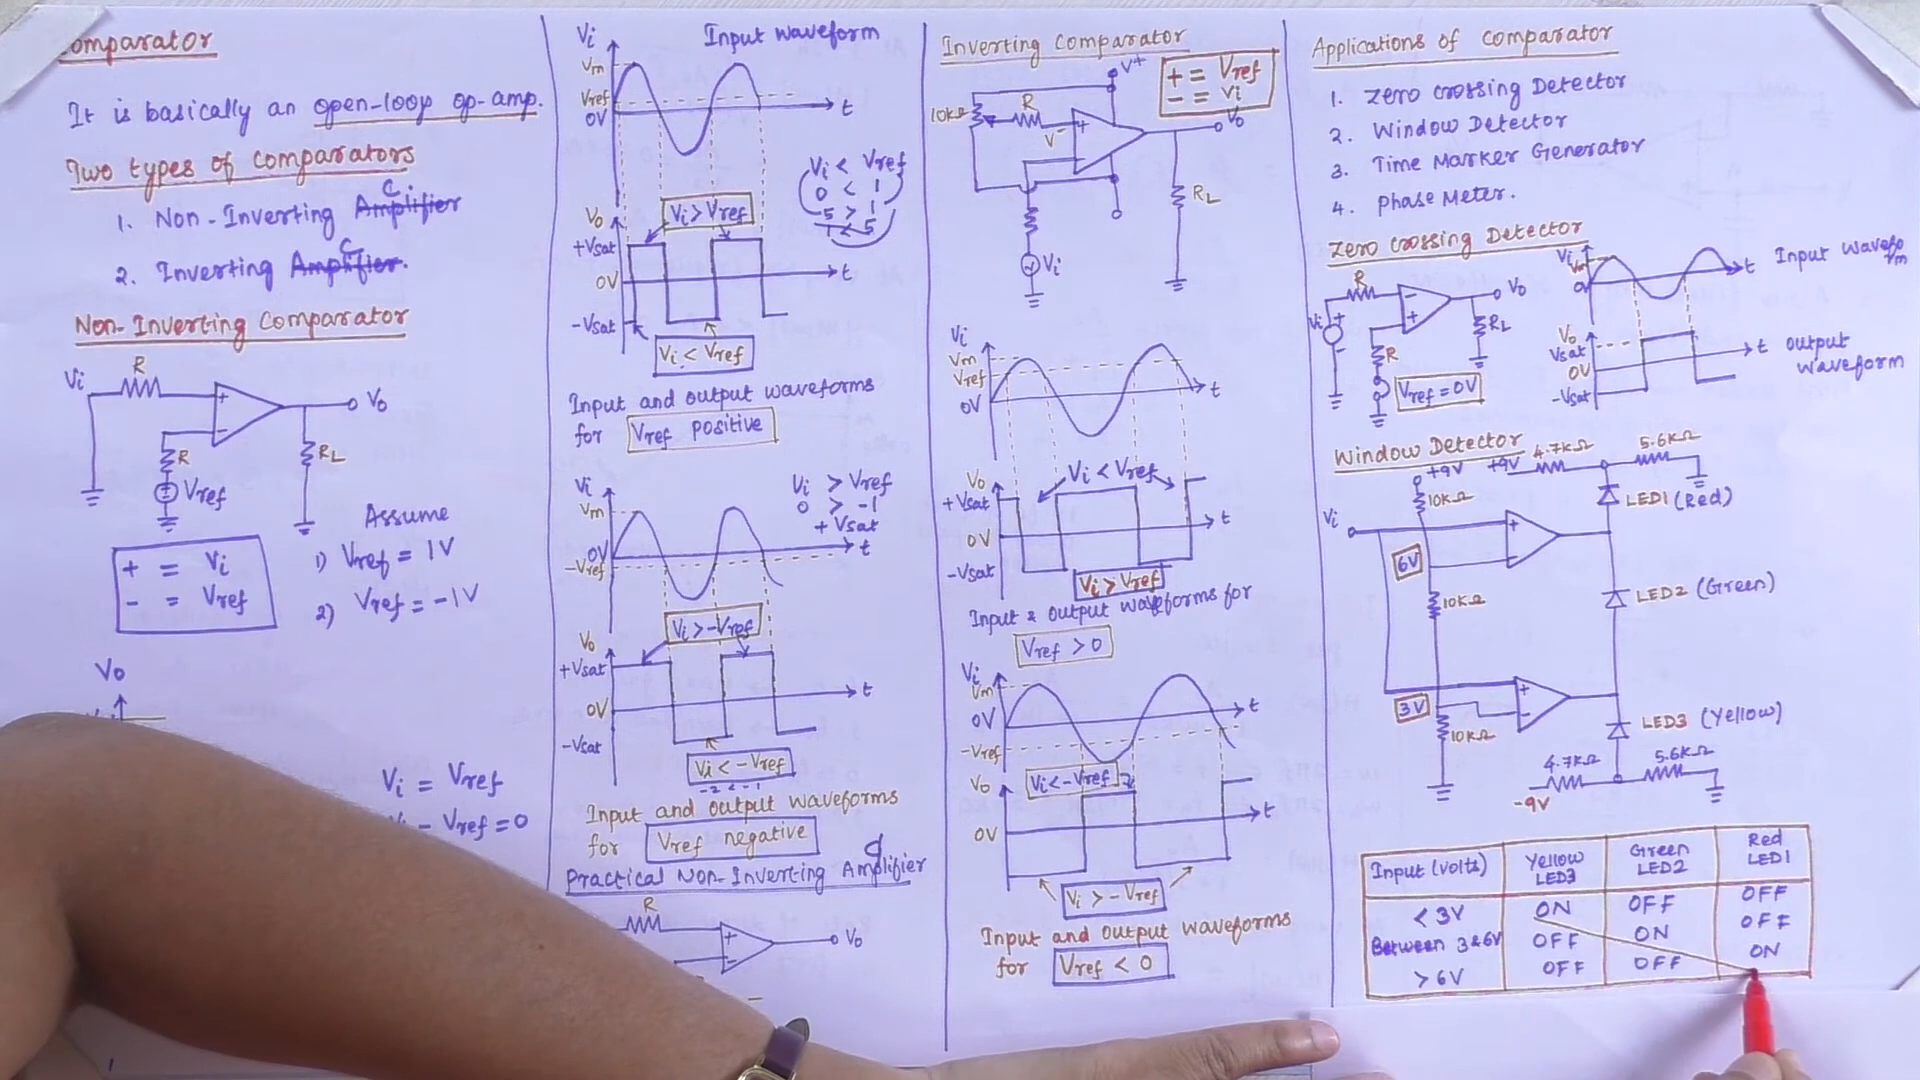 Comparator
It is basically an open-loop op-amp.
Two types of comparators
1. Non-Inverting Amplifier C
2. Inverting Amplifier. C
Non-Inverting Comparator
R
Vi
+
-
Vo
R
RL
Vref
+ = Vi
- = Vref
Assume
1) Vref = 1V
2) Vref = -1V
Vo
Vi = Vref
Vi - Vref = 0
Vi
Input waveform
Vm
Vref
0V
t
Vi < Vref
0 < 1
5 > 1
1 < 5
Vo
Vi > Vref
+Vsat
0V
t
-Vsat
Vi < Vref
Input and output waveforms
for Vref positive
Vi
Vi > Vref
0 > -1
+Vsat
Vm
0V
t
-Vref
Vi > -Vref
Vo
+Vsat
t
0V
-Vsat
Vi < -Vref
-2 < -1
Input and output waveforms
for Vref negative
Practical Non-Inverting Amplifier C
R
+
-
Vo
Inverting Comparator
V+
+ = Vref
- = Vi
10kΩ
R
+
-
V-
Vo
RL
Vi
Vi
Vm
Vref
0V
t
Vi < Vref
Vo
+Vsat
t
0V
-Vsat
Vi > Vref
Input & output waveforms for
Vref > 0
Vi
Vm
0V
t
-Vref
Vi < -Vref
Vo
t
0V
Vi > -Vref
Input and output waveforms
for Vref < 0
Applications of comparator
1. Zero crossing Detector
2. Window Detector
3. Time Marker Generator
4. Phase Meter.
Zero crossing Detector
R
-
+
Vo
Vi
+
-
RL
R
Vref = 0V
Vi
Vm
0
t
Input Waveform
Vo
Vsat
t
output
waveform
0V
-Vsat
Window Detector
+9V
+9V
4.7kΩ
5.6kΩ
10kΩ
LED1 (Red)
Vi
+
-
6V
10kΩ
LED2 (Green)
+
-
3V
LED3 (Yellow)
10kΩ
4.7kΩ
5.6kΩ
-9V
Input (volts) Yellow LED3 Green LED2 Red LED1
< 3V ON OFF OFF
Between 3 & 6V OFF ON OFF
> 6V OFF OFF ON